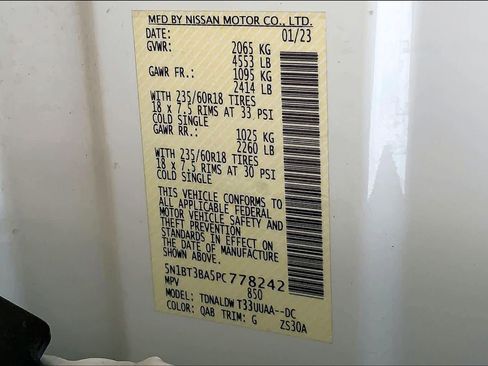 MFD BY NISSAN MOTOR CO., LTD.
DATE: 01/23
GVWR: 2065 KG
4553 LB
GAWR FR.: 1095 KG
2414 LB
WITH 235/60R18 TIRES
18 x 7.5 RIMS AT 33 PSI
COLD SINGLE
GAWR RR.: 1025 KG
2260 LB
WITH 235/60R18 TIRES
18 x 7.5 RIMS AT 30 PSI
COLD SINGLE
THIS VEHICLE CONFORMS TO
ALL APPLICABLE FEDERAL
MOTOR VEHICLE SAFETY AND
THEFT PREVENTION
STANDARDS IN EFFECT ON
THE DATE OF MANUFACTURE
5N1BT3BA5PC778242
MPV 850
MODEL: TDNALDW T33UUAA--DC
COLOR: QAB TRIM: G ZS30A